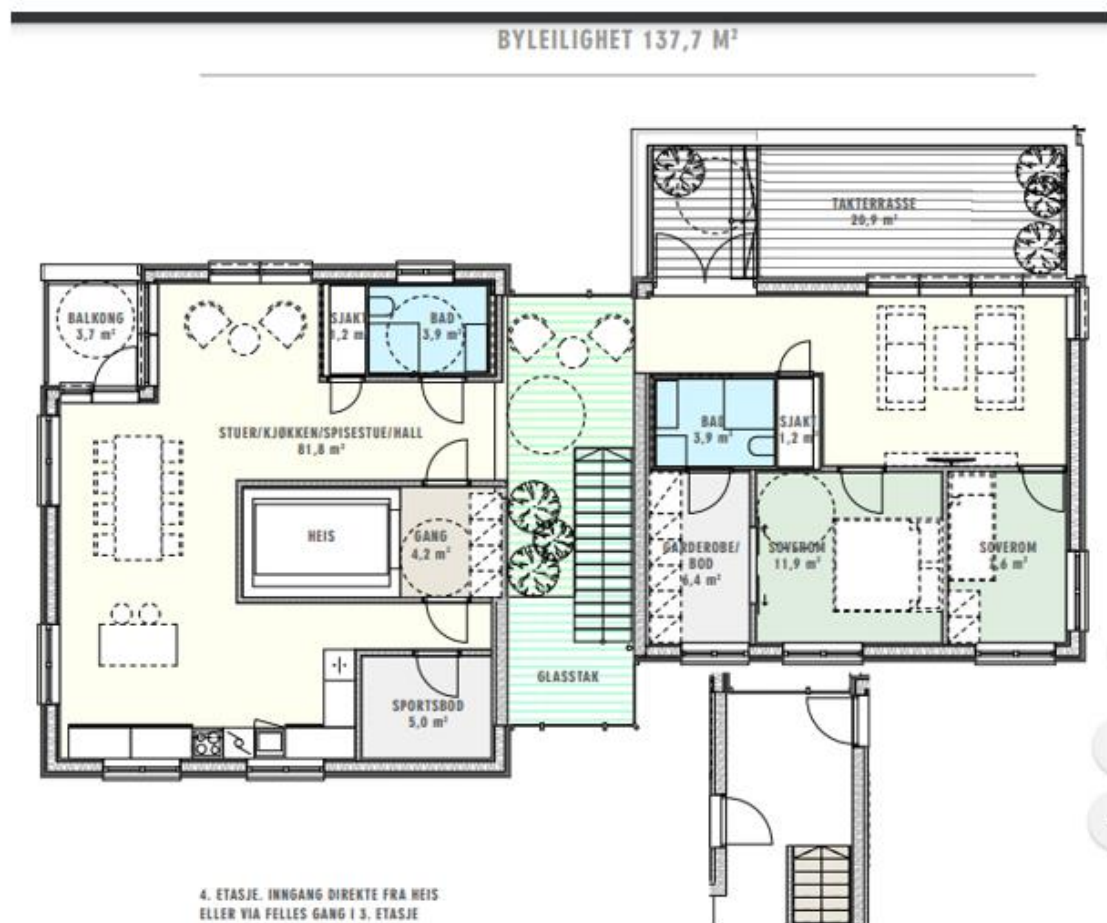 BYLEILIGHET 137,7 M²
TAKTERRASSE
20,9 m²
BALKONG
3,7 m²
SJAKT
1,2 m
BAD
3,9 m²
STUER/KJØKKEN/SPISESTUE/HALL
81,8 m²
BAD
3,9 m²
SJAKT
1,2 m²
HEIS
GANG
4,2 m²
GARDEROBE/
BOD
6,4 m²
SOVEROM
11,9 m²
SOVEROM
GLASSTAK
SPORTSBOD
5,0 m²
4. ETASJE. INNGANG DIREKTE FRA HEIS
ELLER VIA FELLES GANG I 3. ETASJE